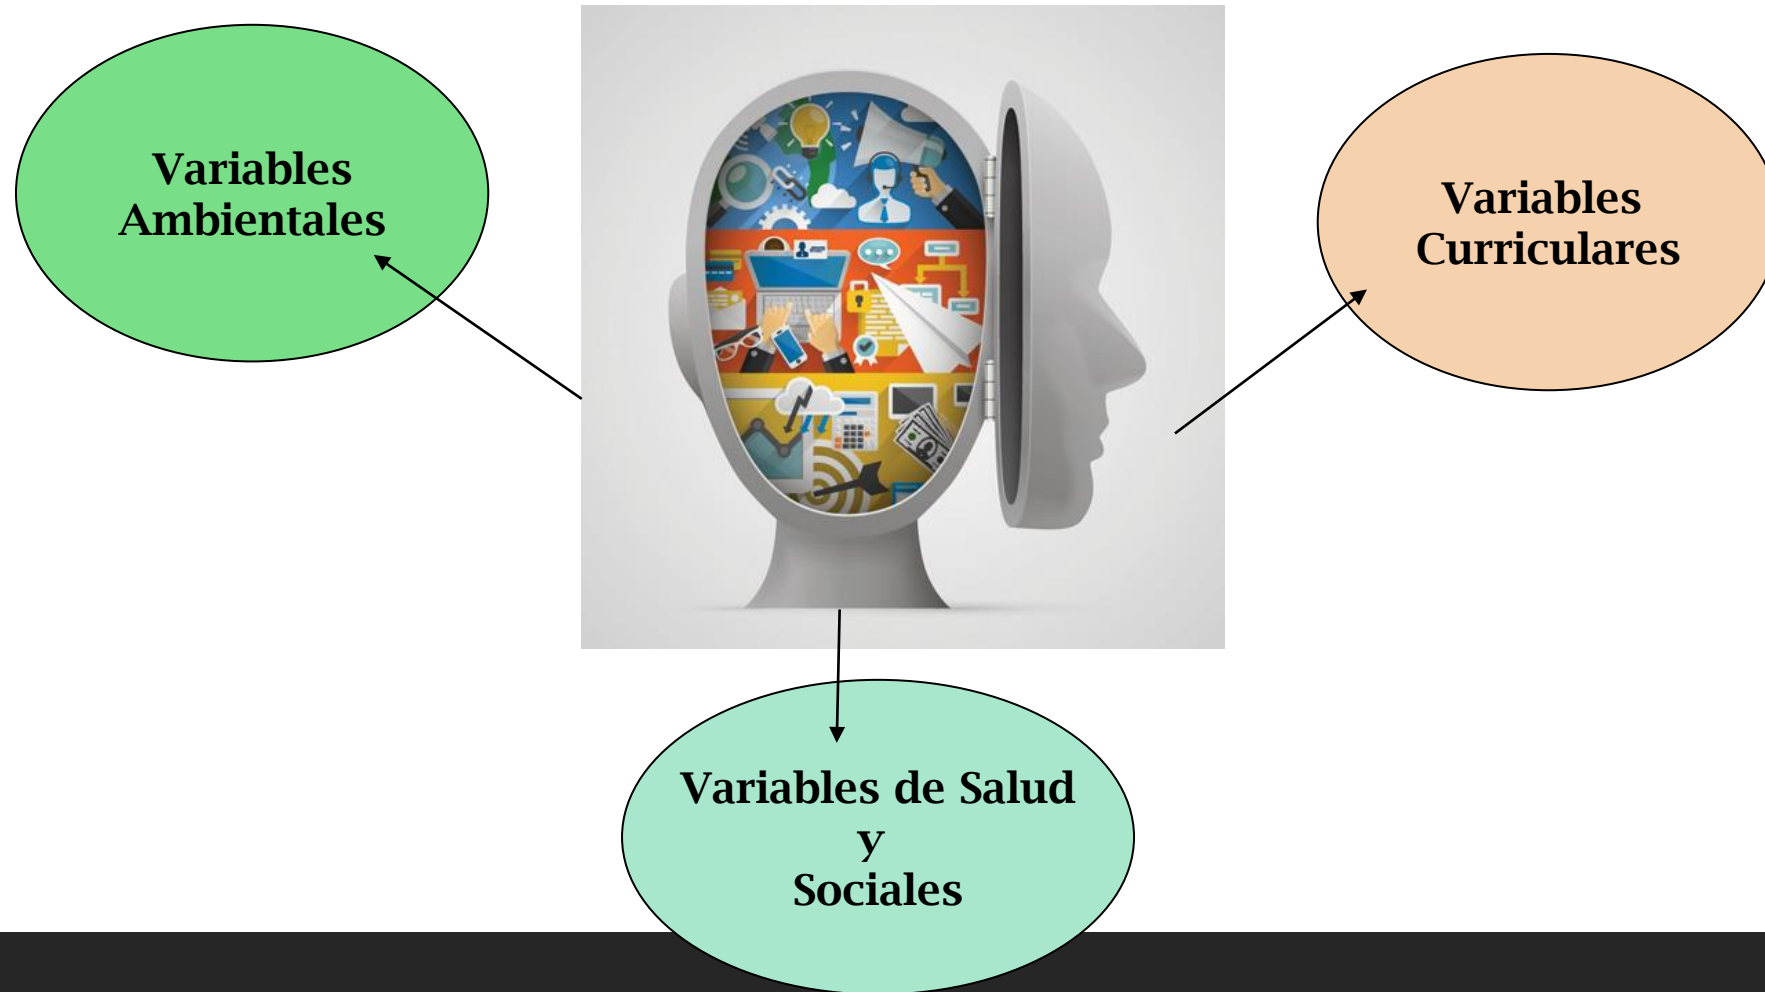 Variables
Ambientales
Variables
Curriculares
Variables de Salud
y
Sociales